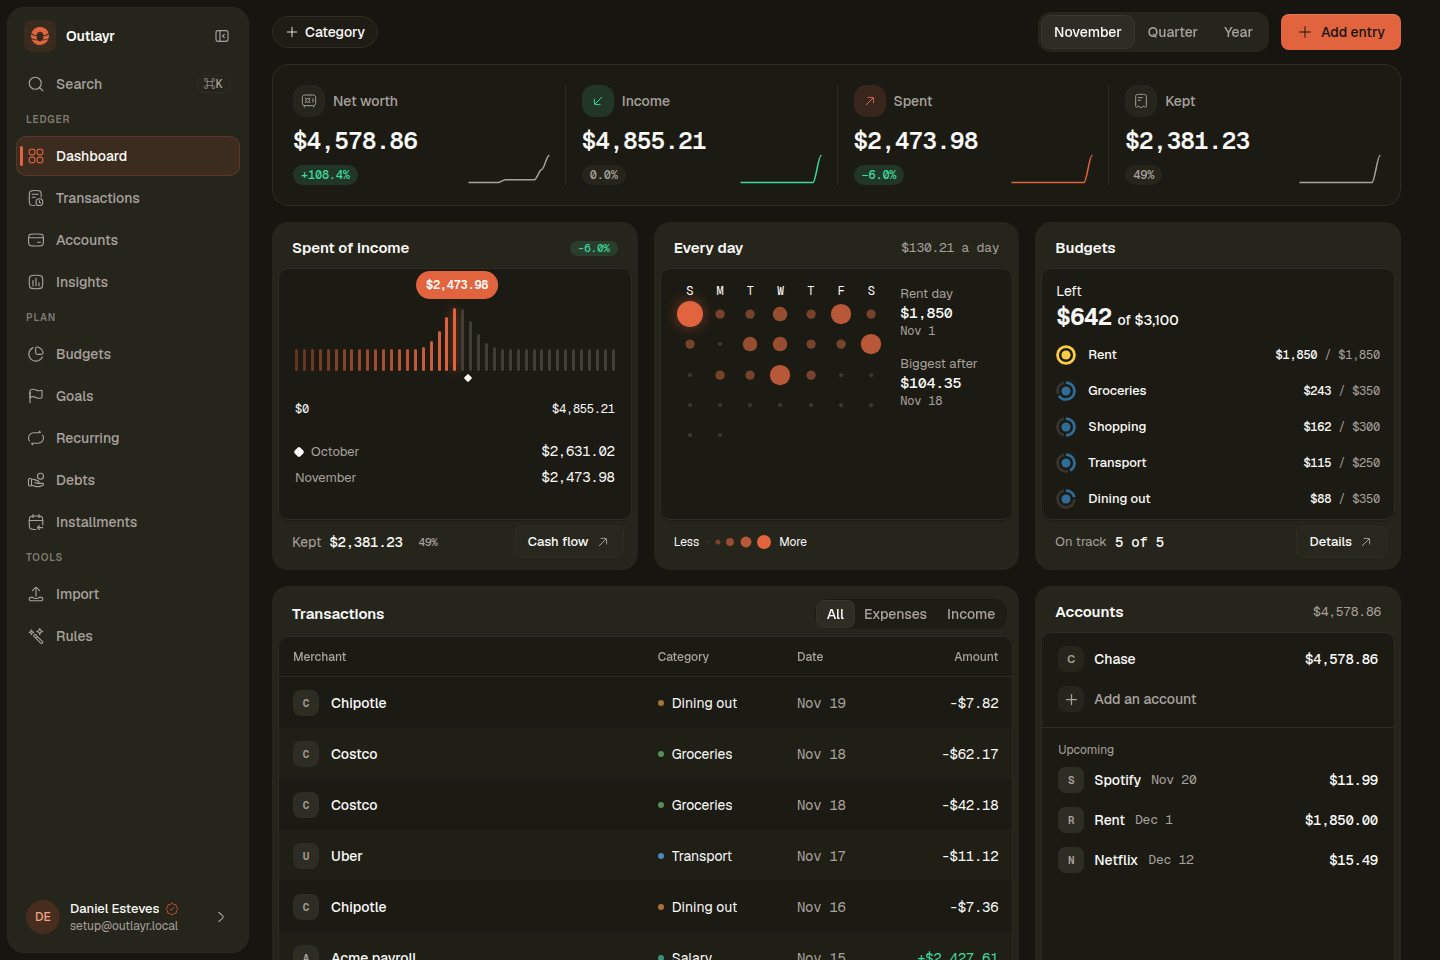 Outlayr
Search ⌘K
LEDGER
Dashboard
Transactions
Accounts
Insights
PLAN
Budgets
Goals
Recurring
Debts
Installments
TOOLS
Import
Rules
DE
Daniel Esteves
setup@outlayr.local
+ Category
November Quarter Year
+ Add entry
Net worth
$4,578.86
+108.4%
Income
$4,855.21
0.0%
Spent
$2,473.98
-6.0%
Kept
$2,381.23
49%
Spent of income -6.0%
$2,473.98
$0 $4,855.21
October $2,631.02
November $2,473.98
Kept $2,381.23 49% Cash flow
Every day $130.21 a day
S M T W T F S
Rent day
$1,850
Nov 1
Biggest after
$104.35
Nov 18
Less More
Budgets
Left
$642 of $3,100
Rent $1,850 / $1,850
Groceries $243 / $350
Shopping $162 / $300
Transport $115 / $250
Dining out $88 / $350
On track 5 of 5 Details
Transactions All Expenses Income
Merchant Category Date Amount
C Chipotle Dining out Nov 19 -$7.82
C Costco Groceries Nov 18 -$62.17
C Costco Groceries Nov 18 -$42.18
U Uber Transport Nov 17 -$11.12
C Chipotle Dining out Nov 16 -$7.36
A Acme payroll Salary Nov 15 +$2,427.61
Accounts $4,578.86
C Chase $4,578.86
+ Add an account
Upcoming
S Spotify Nov 20 $11.99
R Rent Dec 1 $1,850.00
N Netflix Dec 12 $15.49